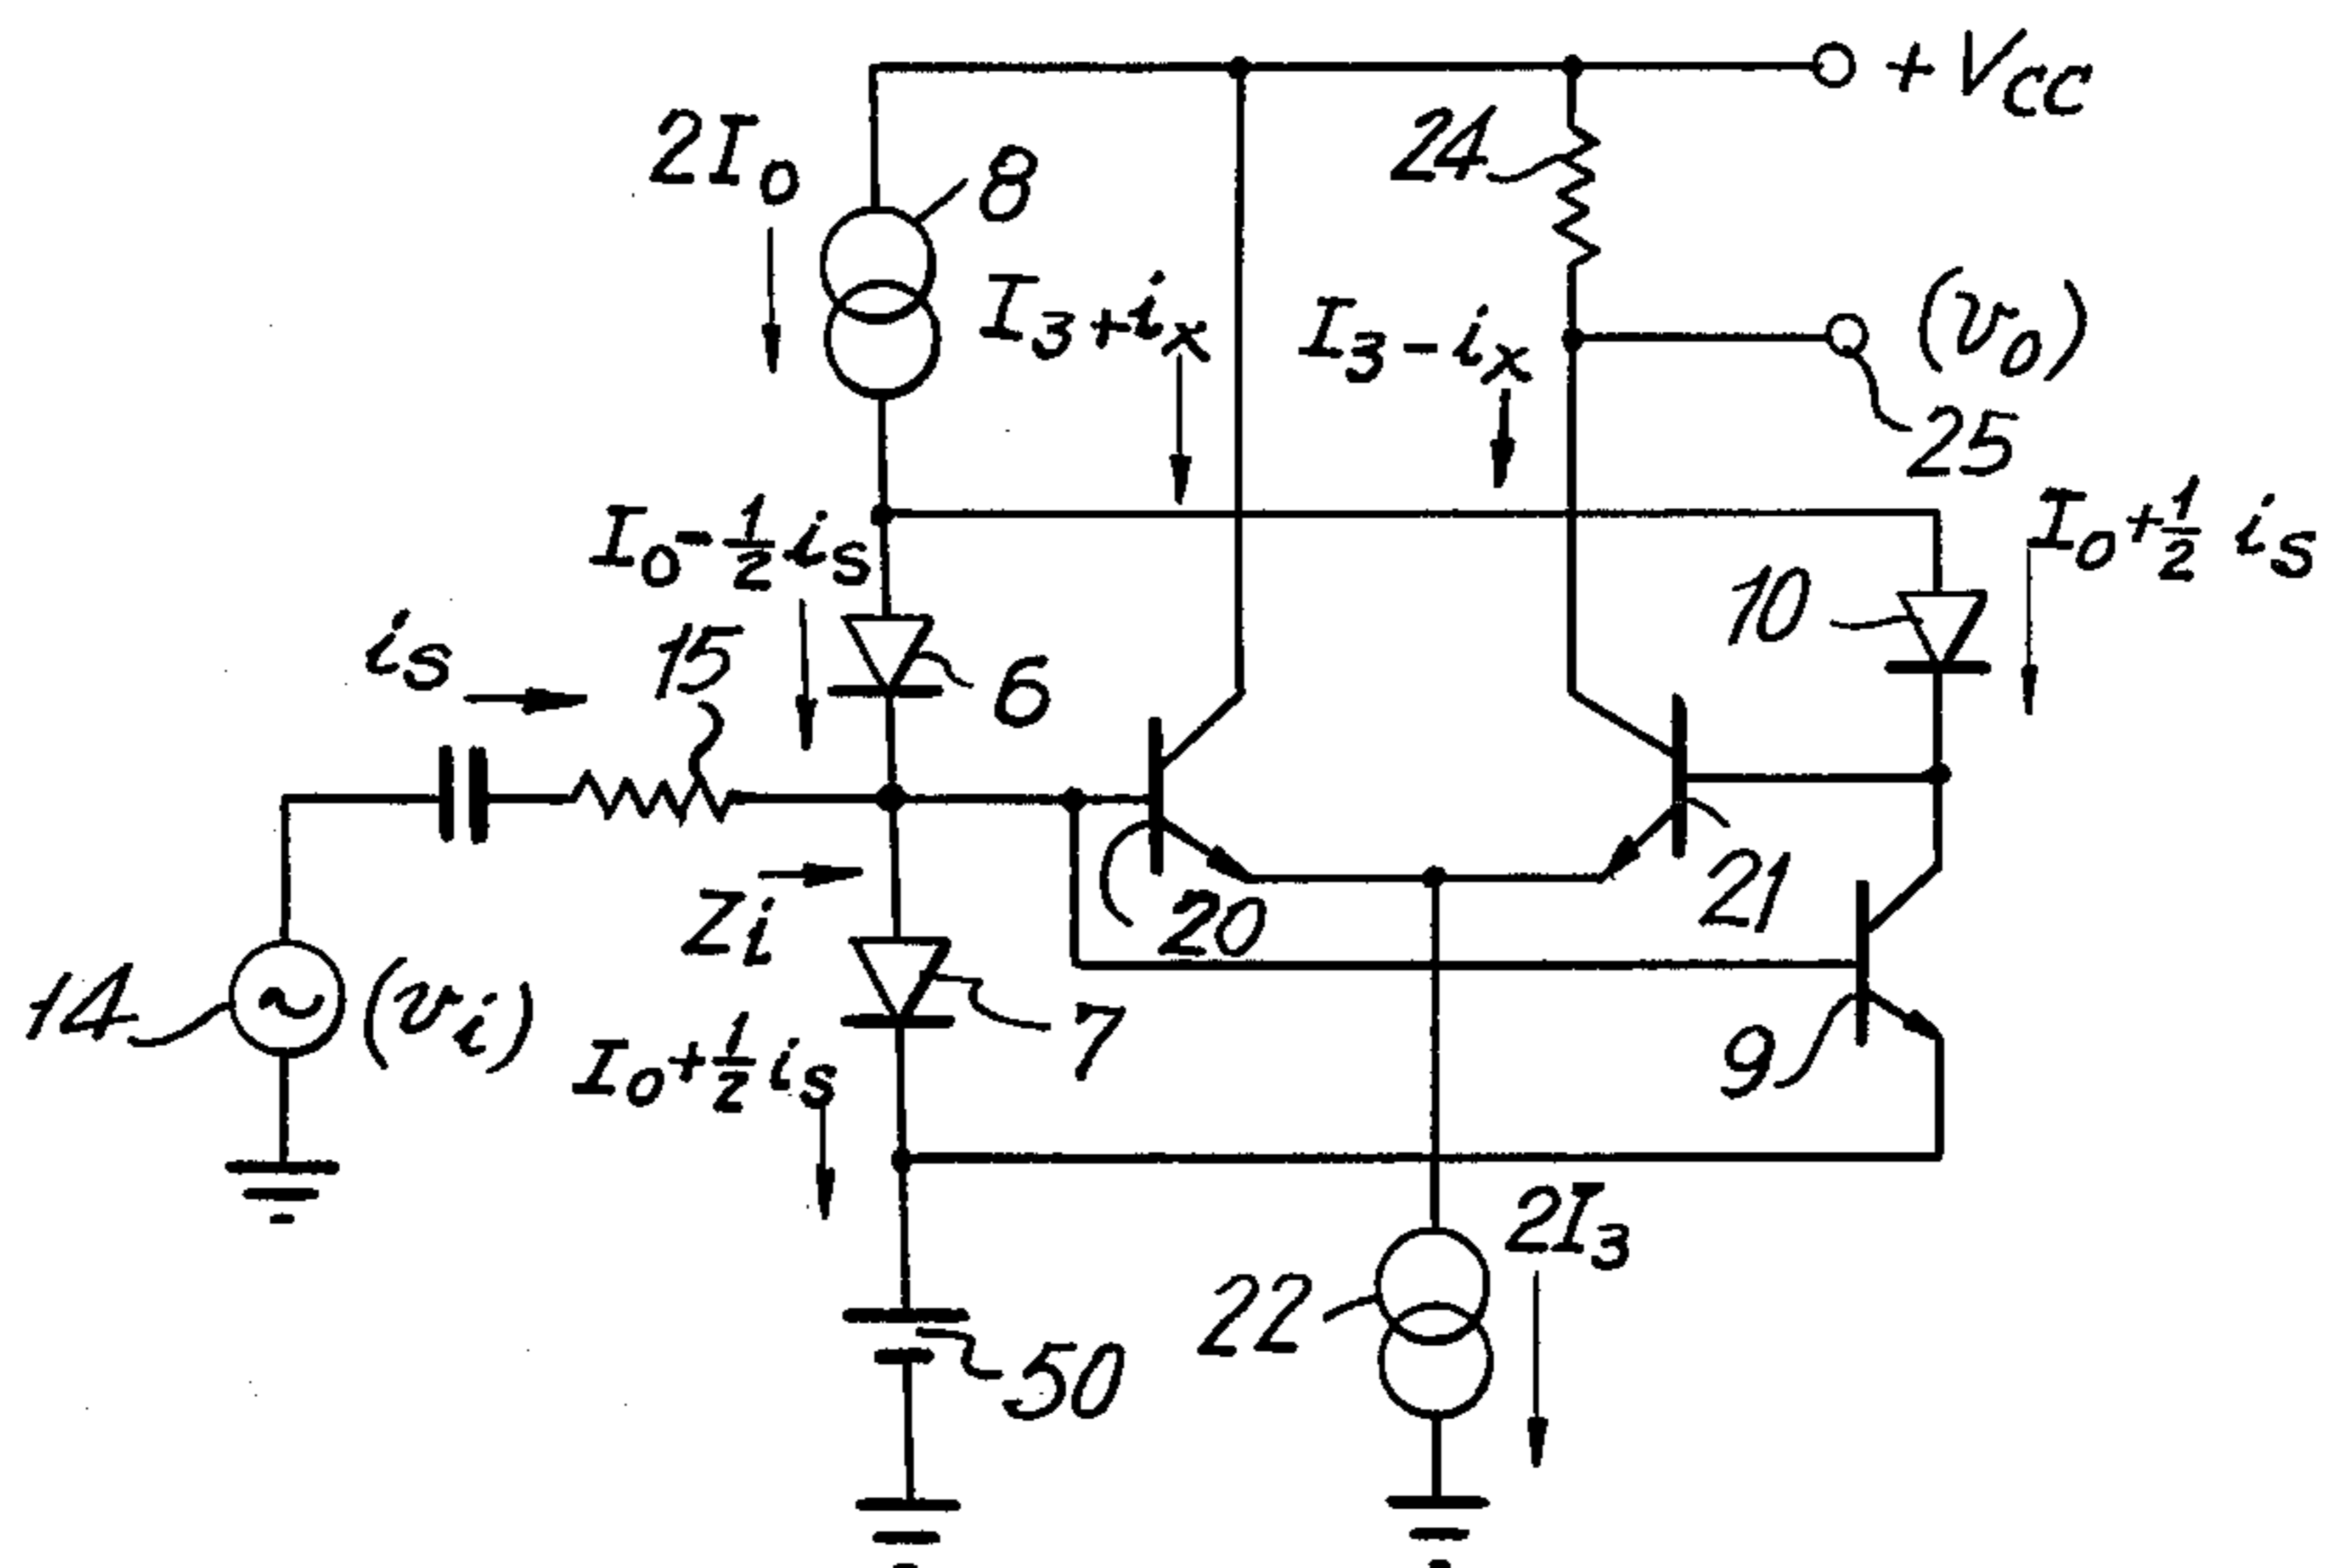 +Vcc
2I₀
8
24
I₃+iₓ
I₃-iₓ
(v₀)
25
I₀-½iₛ
I₀+½iₛ
10
iₛ
15
6
Zᵢ
20
21
14
(vᵢ)
7
I₀+½iₛ
9
2I₃
22
50